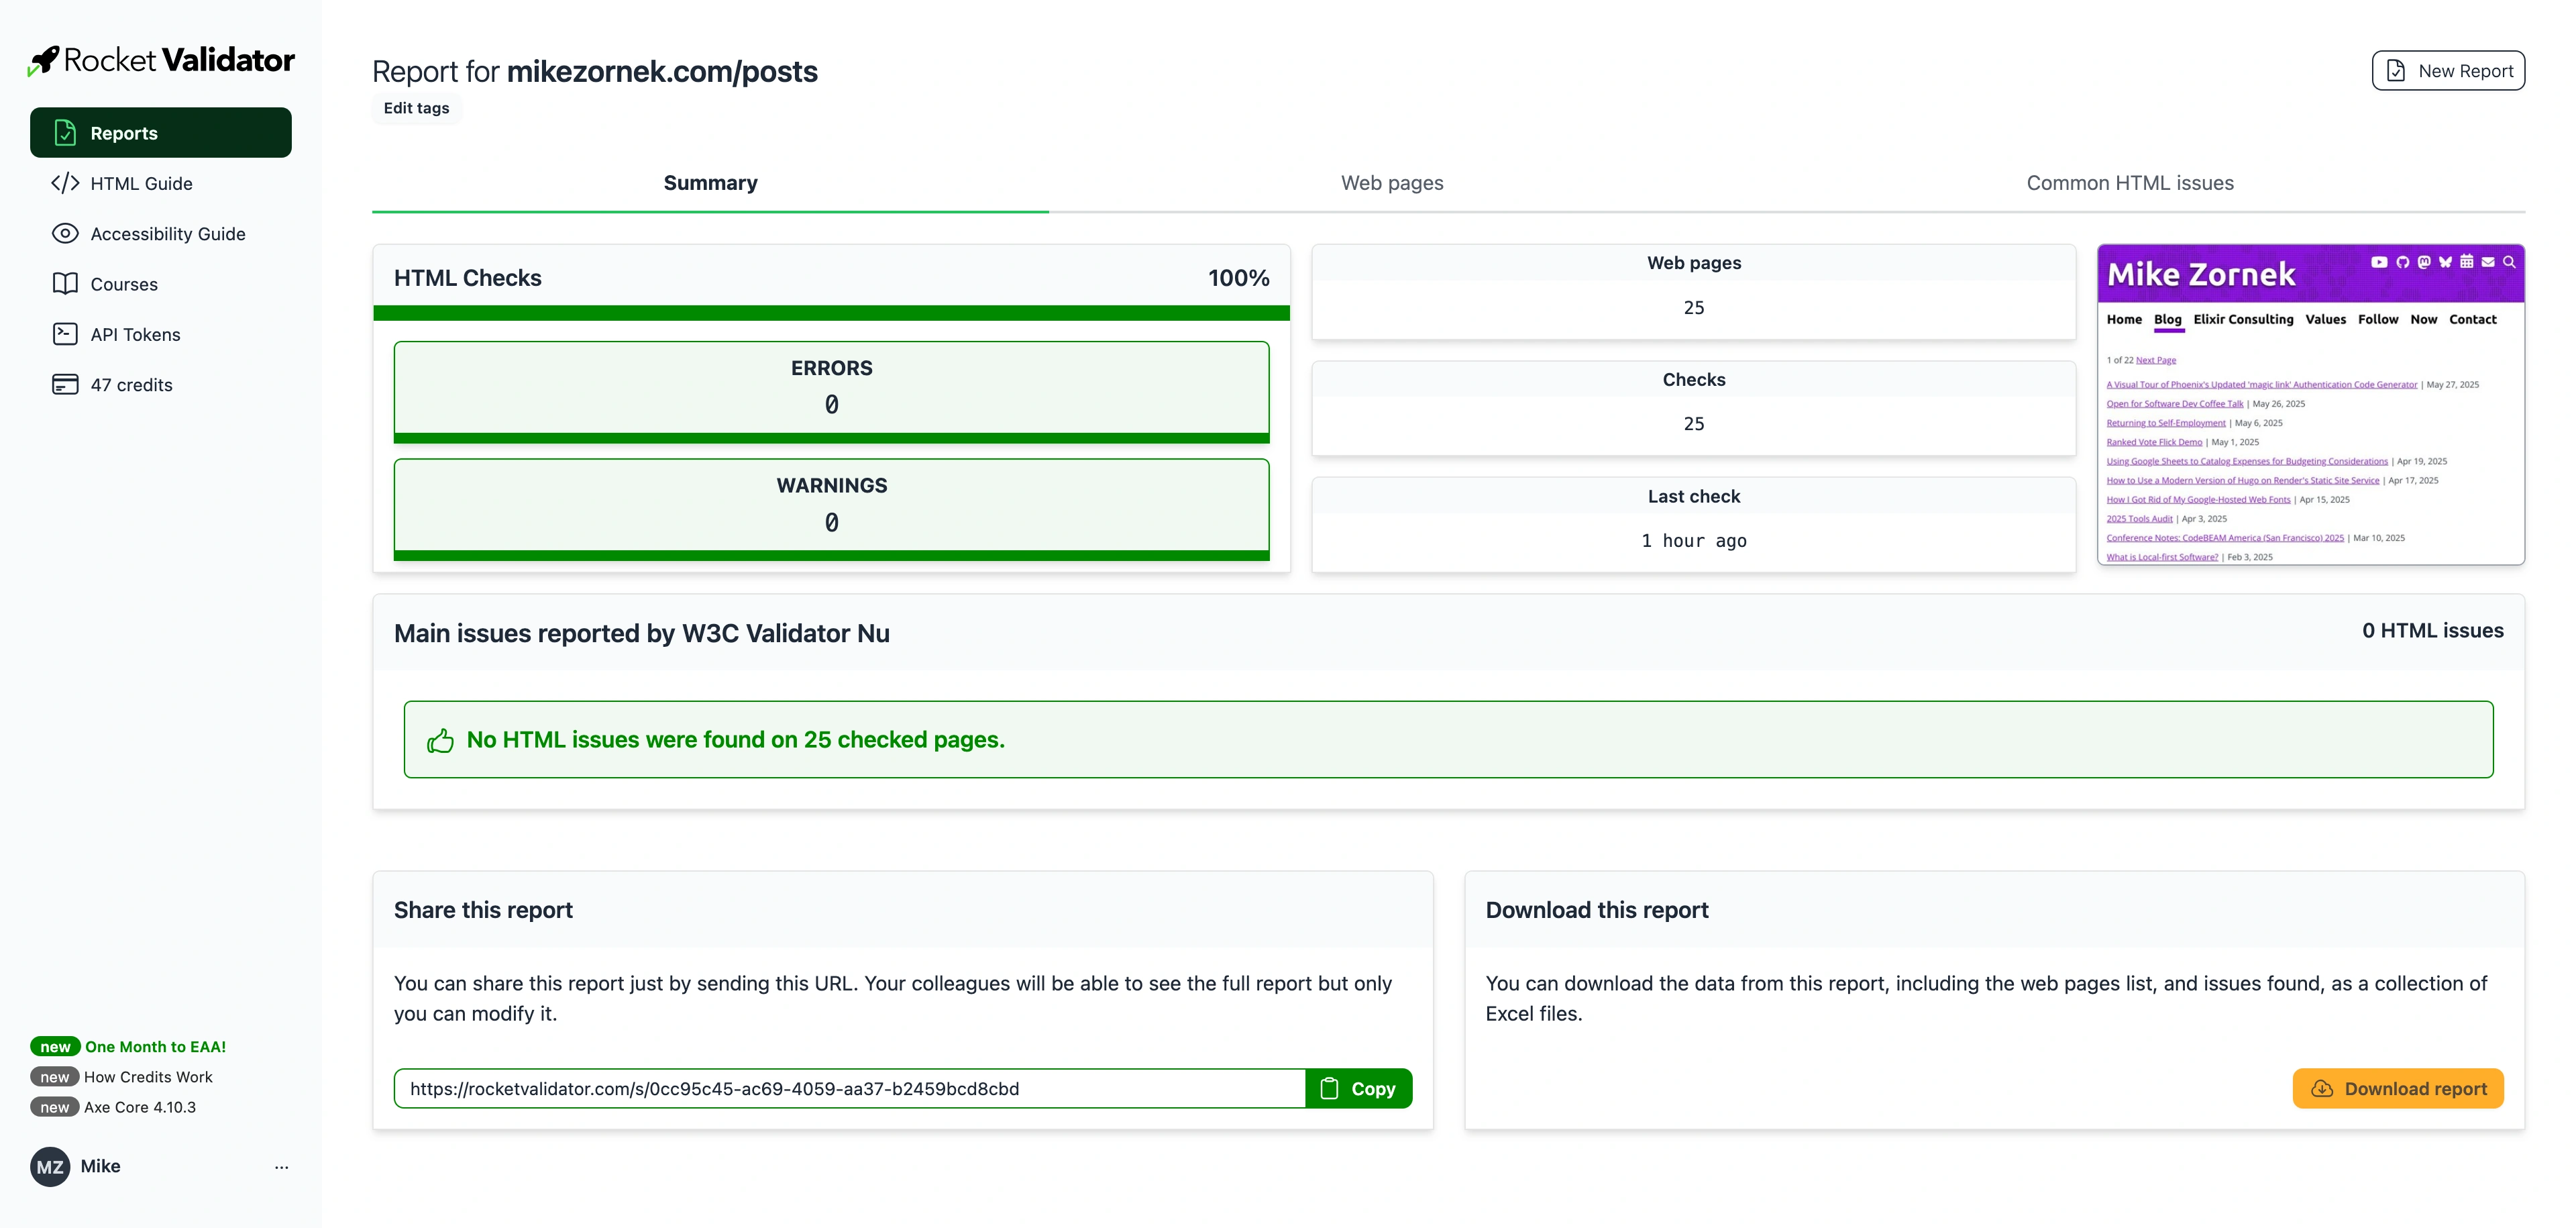 Rocket Validator
Reports
HTML Guide
Accessibility Guide
Courses
API Tokens
47 credits
new One Month to EAA!
new How Credits Work
new Axe Core 4.10.3
MZ Mike ...
Report for mikezornek.com/posts
Edit tags
New Report
Summary
Web pages
Common HTML issues
HTML Checks 100%
ERRORS
0
WARNINGS
0
Web pages
25
Checks
25
Last check
1 hour ago
Mike Zornek
Home Blog Elixir Consulting Values Follow Now Contact
1 of 22 Next Page
A Visual Tour of Phoenix's Updated 'magic link' Authentication Code Generator | May 27, 2025
Open for Software Dev Coffee Talk | May 26, 2025
Returning to Self-Employment | May 6, 2025
Ranked Vote Flick Demo | May 1, 2025
Using Google Sheets to Catalog Expenses for Budgeting Considerations | Apr 19, 2025
How to Use a Modern Version of Hugo on Render's Static Site Service | Apr 17, 2025
How I Got Rid of My Google-Hosted Web Fonts | Apr 15, 2025
2025 Tools Audit | Apr 3, 2025
Conference Notes: CodeBEAM America (San Francisco) 2025 | Mar 10, 2025
What is Local-first Software? | Feb 3, 2025
Main issues reported by W3C Validator Nu
0 HTML issues
No HTML issues were found on 25 checked pages.
Share this report
You can share this report just by sending this URL. Your colleagues will be able to see the full report but only
you can modify it.
https://rocketvalidator.com/s/0cc95c45-ac69-4059-aa37-b2459bcd8cbd
Copy
Download this report
You can download the data from this report, including the web pages list, and issues found, as a collection of
Excel files.
Download report